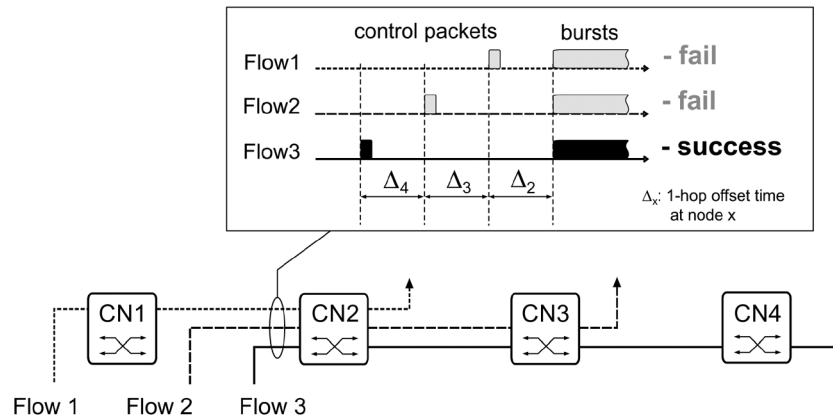 control packets bursts
Flow1 - fail
Flow2 - fail
Flow3 - success
Δ4 Δ3 Δ2
Δx: 1-hop offset time
at node x
CN1 CN2 CN3 CN4
Flow 1 Flow 2 Flow 3